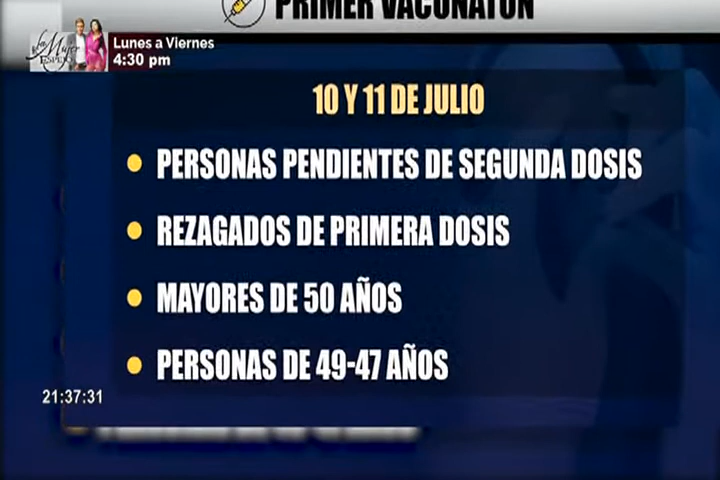 PRIMER VACUNATÓN
Lunes a Viernes
4:30 pm
10 Y 11 DE JULIO
PERSONAS PENDIENTES DE SEGUNDA DOSIS
REZAGADOS DE PRIMERA DOSIS
MAYORES DE 50 AÑOS
PERSONAS DE 49-47 AÑOS
21:37:31